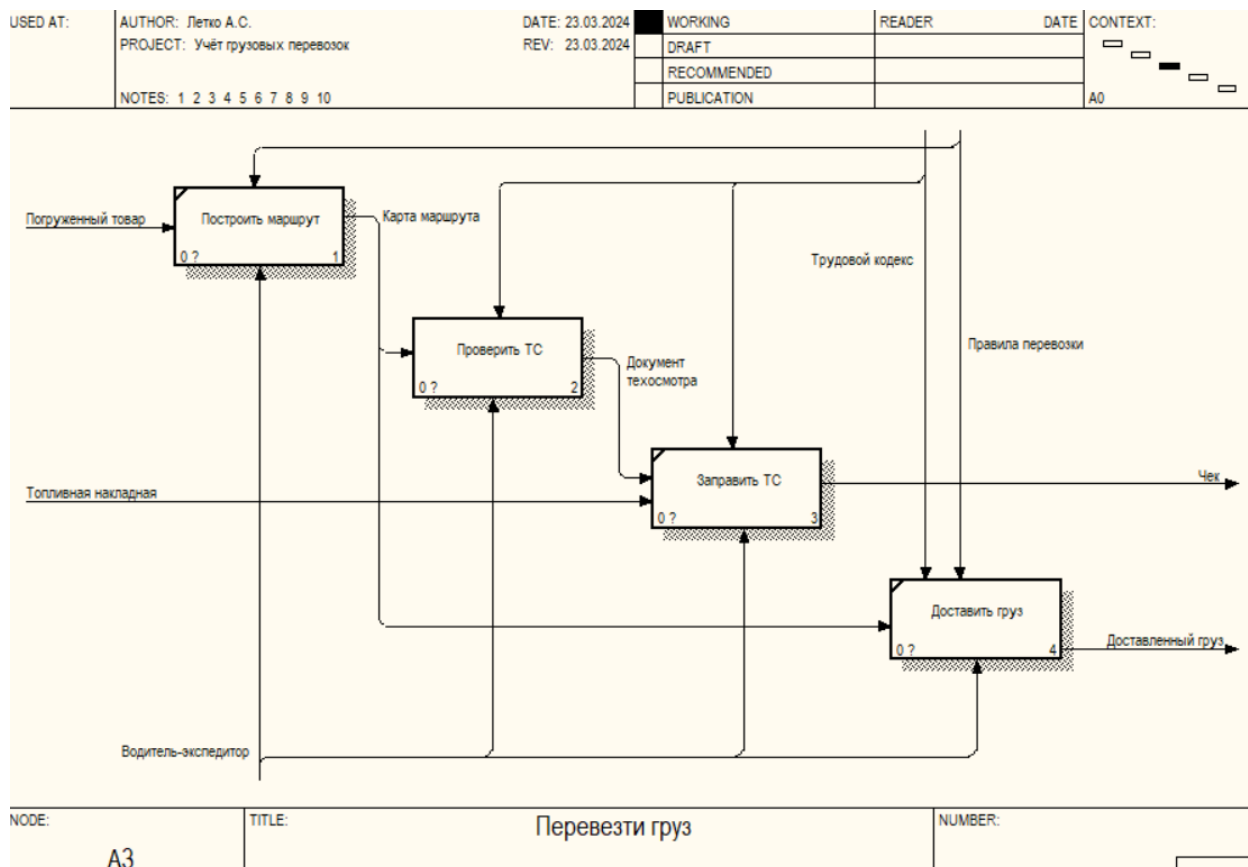 USED AT:
AUTHOR: Летко А.С.
DATE: 23.03.2024
PROJECT: Учёт грузовых перевозок
REV: 23.03.2024
NOTES: 1 2 3 4 5 6 7 8 9 10
WORKING
DRAFT
RECOMMENDED
PUBLICATION
READER
DATE
CONTEXT:
A0
Погруженный товар
Построить маршрут
0 ?
1
Карта маршрута
Трудовой кодекс
Правила перевозки
Проверить ТС
0 ?
2
Документ
техосмотра
Топливная накладная
Заправить ТС
0 ?
3
Чек
Доставить груз
0 ?
4
Доставленный груз
Водитель-экспедитор
NODE:
А3
TITLE:
Перевезти груз
NUMBER: